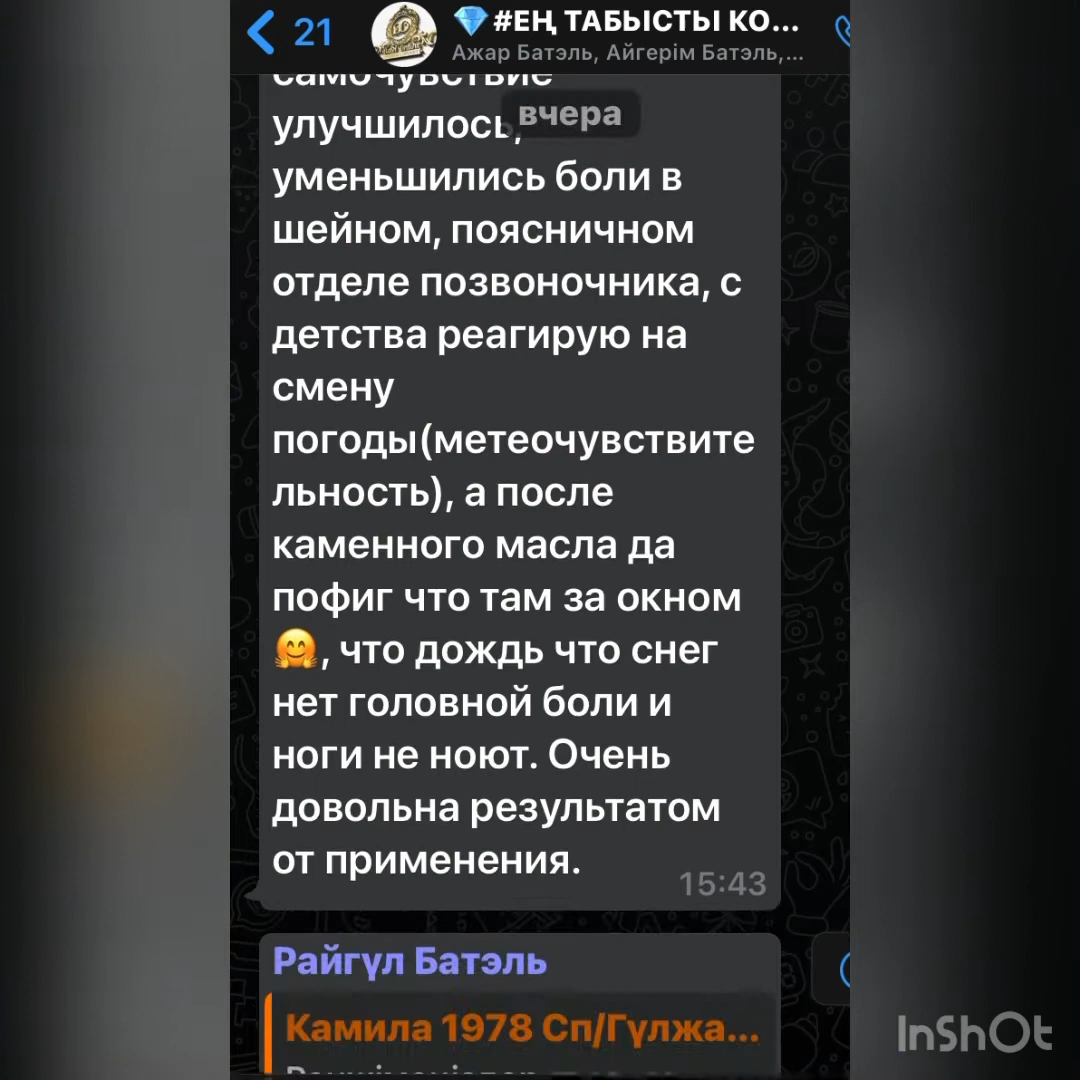 21
💎#ЕҢ ТАБЫСТЫ КО...
Ажар Батэль, Айгерім Батэль,...
самочувствие
вчера
улучшилось,
уменьшились боли в
шейном, поясничном
отделе позвоночника, с
детства реагирую на
смену
погоды(метеочувствите
льность), а после
каменного масла да
пофиг что там за окном
🤗, что дождь что снег
нет головной боли и
ноги не ноют. Очень
довольна результатом
от применения.
15:43
Райгүл Батэль
Камила 1978 Сп/Гүлжа...
InShOt